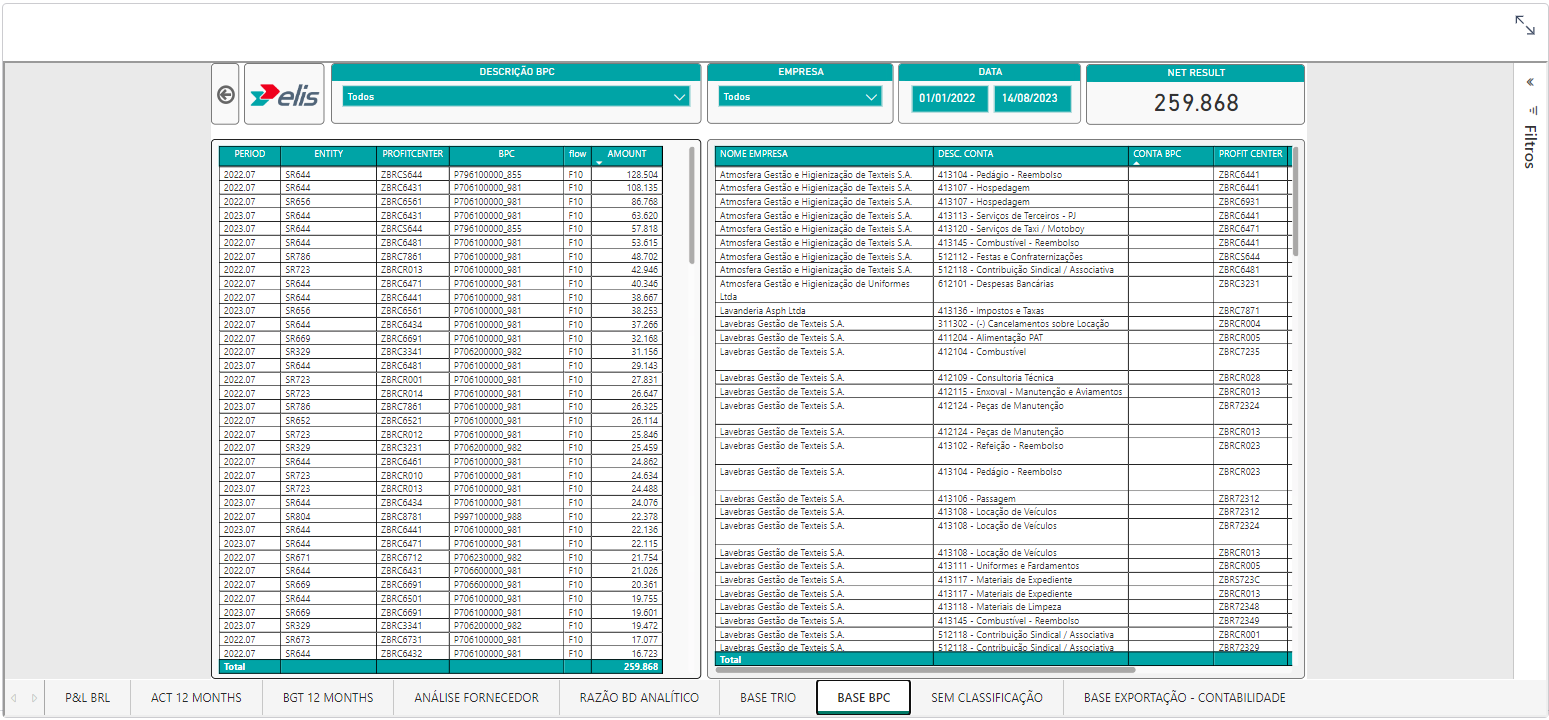 elis
DESCRIÇÃO BPC
Todos
EMPRESA
Todos
DATA
01/01/2022 14/08/2023
NET RESULT
259.868
«
Filtros
PERIOD ENTITY PROFITCENTER BPC flow AMOUNT
2022.07 SR644 ZBRCS644 P796100000_855 F10 128.504
2022.07 SR644 ZBRC6431 P706100000_981 F10 108.135
2022.07 SR656 ZBRC6561 P706100000_981 F10 86.768
2023.07 SR644 ZBRC6431 P706100000_981 F10 63.620
2023.07 SR644 ZBRCS644 P796100000_855 F10 57.818
2022.07 SR644 ZBRC6481 P706100000_981 F10 53.615
2022.07 SR786 ZBRC7861 P706100000_981 F10 48.702
2022.07 SR723 ZBRCR013 P706100000_981 F10 42.946
2022.07 SR644 ZBRC6471 P706100000_981 F10 40.346
2022.07 SR644 ZBRC6441 P706100000_981 F10 38.667
2023.07 SR656 ZBRC6561 P706100000_981 F10 38.253
2022.07 SR644 ZBRC6434 P706100000_981 F10 37.266
2022.07 SR669 ZBRC6691 P706100000_981 F10 32.168
2022.07 SR329 ZBRC3341 P706200000_982 F10 31.156
2023.07 SR644 ZBRC6481 P706100000_981 F10 29.143
2022.07 SR723 ZBRCR001 P706100000_981 F10 27.831
2022.07 SR723 ZBRCR014 P706100000_981 F10 26.647
2023.07 SR786 ZBRC7861 P706100000_981 F10 26.325
2022.07 SR652 ZBRC6521 P706100000_981 F10 26.114
2022.07 SR723 ZBRCR012 P706100000_981 F10 25.846
2022.07 SR329 ZBRC3231 P706200000_982 F10 25.459
2022.07 SR644 ZBRC6461 P706100000_981 F10 24.862
2022.07 SR723 ZBRCR010 P706100000_981 F10 24.634
2023.07 SR723 ZBRCR013 P706100000_981 F10 24.488
2023.07 SR644 ZBRC6434 P706100000_981 F10 24.076
2022.07 SR804 ZBRC8781 P997100000_988 F10 22.378
2023.07 SR644 ZBRC6441 P706100000_981 F10 22.136
2023.07 SR644 ZBRC6471 P706100000_981 F10 22.115
2022.07 SR671 ZBRC6712 P706230000_982 F10 21.754
2022.07 SR644 ZBRC6431 P706600000_981 F10 21.026
2022.07 SR669 ZBRC6691 P706600000_981 F10 20.361
2022.07 SR644 ZBRC6501 P706100000_981 F10 19.755
2023.07 SR669 ZBRC6691 P706100000_981 F10 19.601
2023.07 SR329 ZBRC3341 P706200000_982 F10 19.472
2022.07 SR673 ZBRC6731 P706100000_981 F10 17.077
2022.07 SR644 ZBRC6432 P706100000_981 F10 16.723
Total 259.868
NOME EMPRESA DESC. CONTA CONTA BPC PROFIT CENTER
Atmosfera Gestão e Higienização de Texteis S.A. 413104 - Pedágio - Reembolso ZBRC6441
Atmosfera Gestão e Higienização de Texteis S.A. 413107 - Hospedagem ZBRC6441
Atmosfera Gestão e Higienização de Texteis S.A. 413107 - Hospedagem ZBRC6931
Atmosfera Gestão e Higienização de Texteis S.A. 413113 - Serviços de Terceiros - PJ ZBRC6441
Atmosfera Gestão e Higienização de Texteis S.A. 413120 - Serviços de Taxi / Motoboy ZBRC6471
Atmosfera Gestão e Higienização de Texteis S.A. 413145 - Combustível - Reembolso ZBRC6441
Atmosfera Gestão e Higienização de Texteis S.A. 512112 - Festas e Confraternizações ZBRCS644
Atmosfera Gestão e Higienização de Texteis S.A. 512118 - Contribuição Sindical / Associativa ZBRC6481
Atmosfera Gestão e Higienização de Uniformes 612101 - Despesas Bancárias ZBRC3231
Ltda
Lavanderia Asph Ltda 413136 - Impostos e Taxas ZBRC7871
Lavebras Gestão de Texteis S.A. 311302 - (-) Cancelamentos sobre Locação ZBRCR004
Lavebras Gestão de Texteis S.A. 411204 - Alimentação PAT ZBRCR005
Lavebras Gestão de Texteis S.A. 412104 - Combustível ZBRC7235
Lavebras Gestão de Texteis S.A. 412109 - Consultoria Técnica ZBRCR028
Lavebras Gestão de Texteis S.A. 412115 - Enxoval - Manutenção e Aviamentos ZBRCR013
Lavebras Gestão de Texteis S.A. 412124 - Peças de Manutenção ZBR72324
Lavebras Gestão de Texteis S.A. 412124 - Peças de Manutenção ZBRCR013
Lavebras Gestão de Texteis S.A. 413102 - Refeição - Reembolso ZBRCR023
Lavebras Gestão de Texteis S.A. 413104 - Pedágio - Reembolso ZBRCR023
Lavebras Gestão de Texteis S.A. 413106 - Passagem ZBR72312
Lavebras Gestão de Texteis S.A. 413108 - Locação de Veículos ZBR72312
Lavebras Gestão de Texteis S.A. 413108 - Locação de Veículos ZBR72324
Lavebras Gestão de Texteis S.A. 413108 - Locação de Veículos ZBRCR013
Lavebras Gestão de Texteis S.A. 413111 - Uniformes e Fardamentos ZBRCR005
Lavebras Gestão de Texteis S.A. 413117 - Materiais de Expediente ZBRS723C
Lavebras Gestão de Texteis S.A. 413117 - Materiais de Expediente ZBRCR013
Lavebras Gestão de Texteis S.A. 413118 - Materiais de Limpeza ZBR72348
Lavebras Gestão de Texteis S.A. 413145 - Combustível - Reembolso ZBR72349
Lavebras Gestão de Texteis S.A. 512118 - Contribuição Sindical / Associativa ZBRCR001
Lavebras Gestão de Texteis S.A. 512118 - Contribuição Sindical / Associativa ZBR72329
Total
P&L BRL ACT 12 MONTHS BGT 12 MONTHS ANÁLISE FORNECEDOR RAZÃO BD ANALÍTICO BASE TRIO BASE BPC SEM CLASSIFICAÇÃO BASE EXPORTAÇÃO - CONTABILIDADE